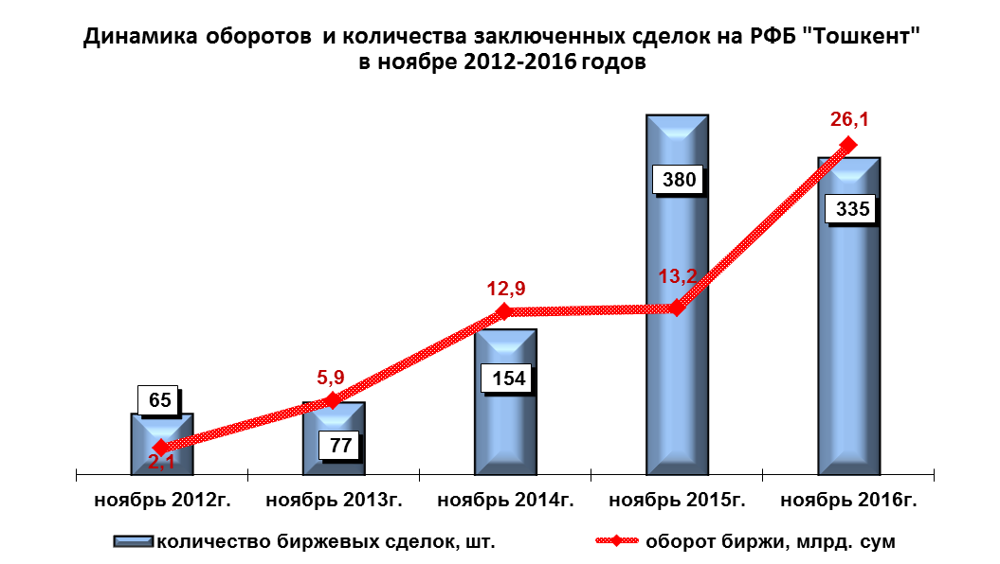 Динамика оборотов и количества заключенных сделок на РФБ "Тошкент"
в ноябре 2012-2016 годов
26,1
380
335
13,2
12,9
154
5,9
65
77
2,1
ноябрь 2012г.
ноябрь 2013г.
ноябрь 2014г.
ноябрь 2015г.
ноябрь 2016г.
количество биржевых сделок, шт.
оборот биржи, млрд. сум